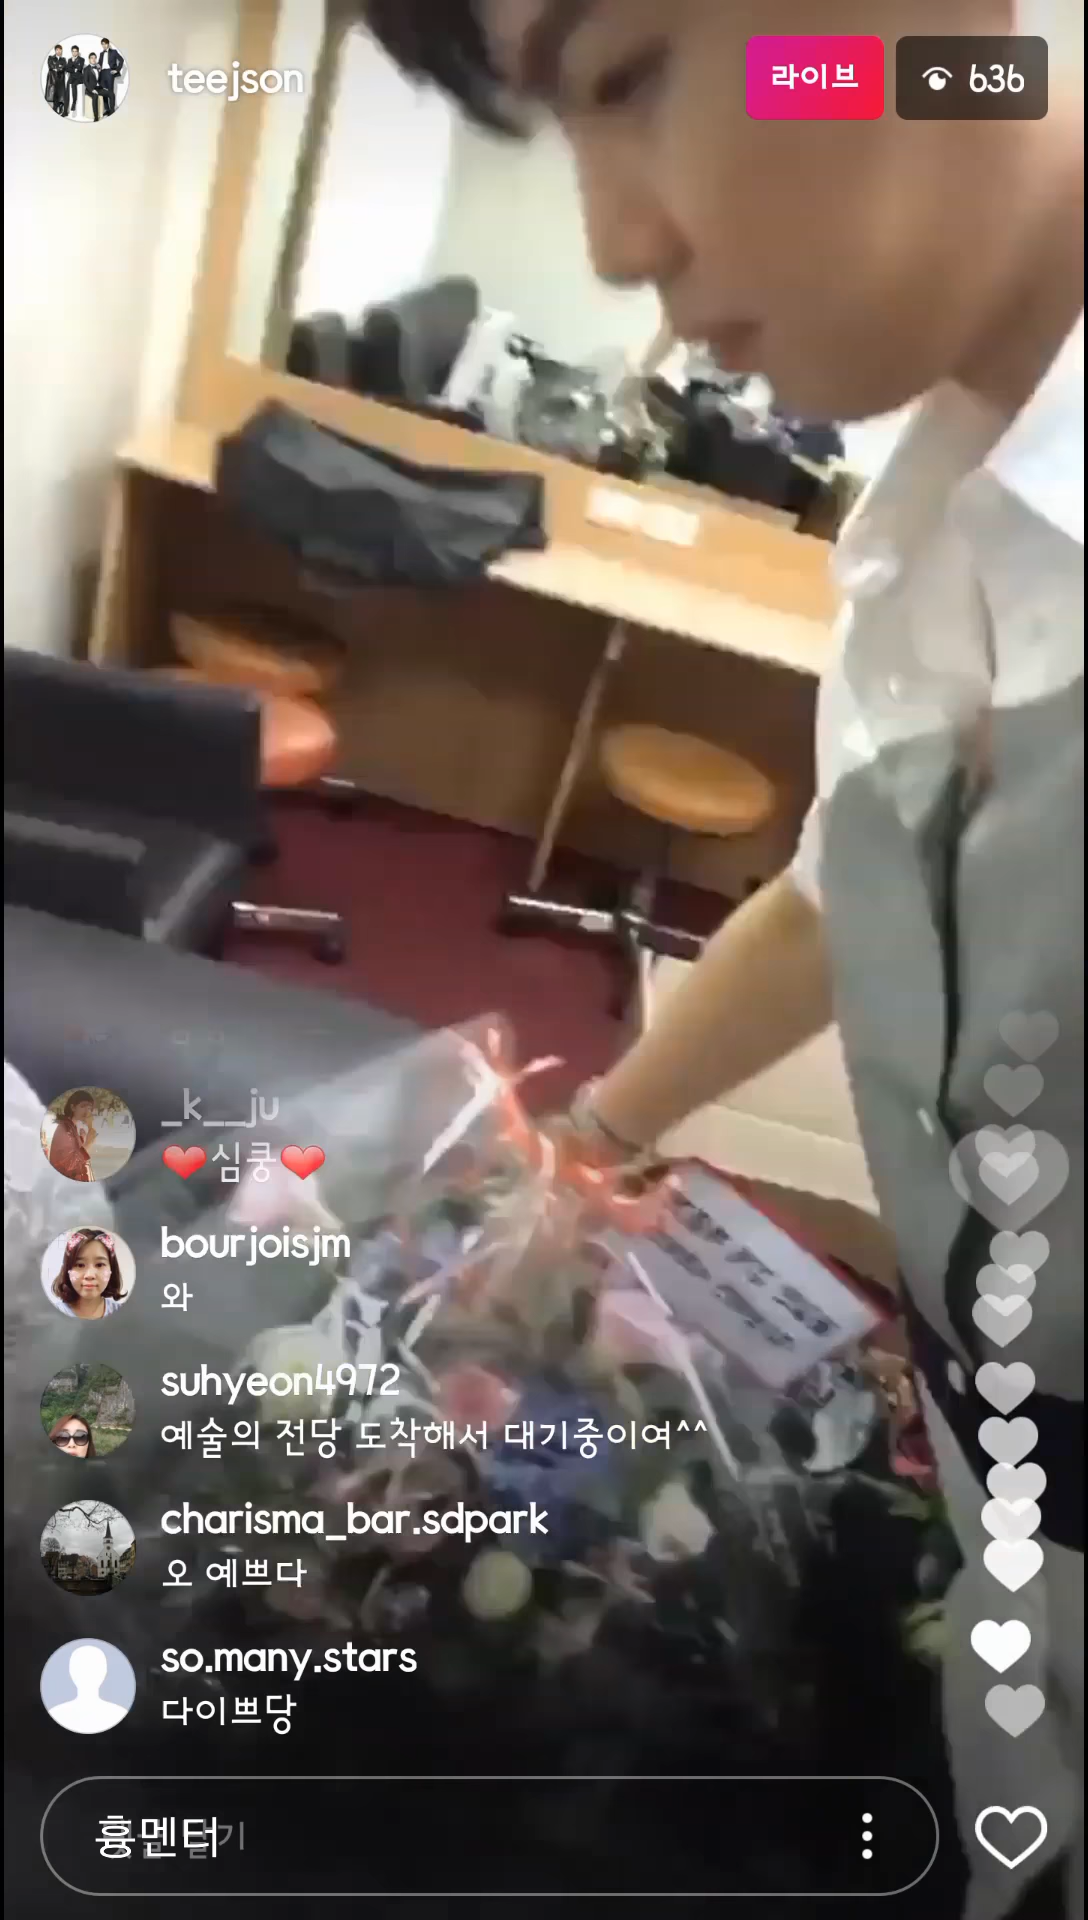 teejson
라이브
636
_k__ju
❤심쿵❤
bourjoisjm
와
suhyeon4972
예술의 전당 도착해서 대기중이여^^
charisma_bar.sdpark
오 예쁘다
so.many.stars
다이쁘당
흉멘터